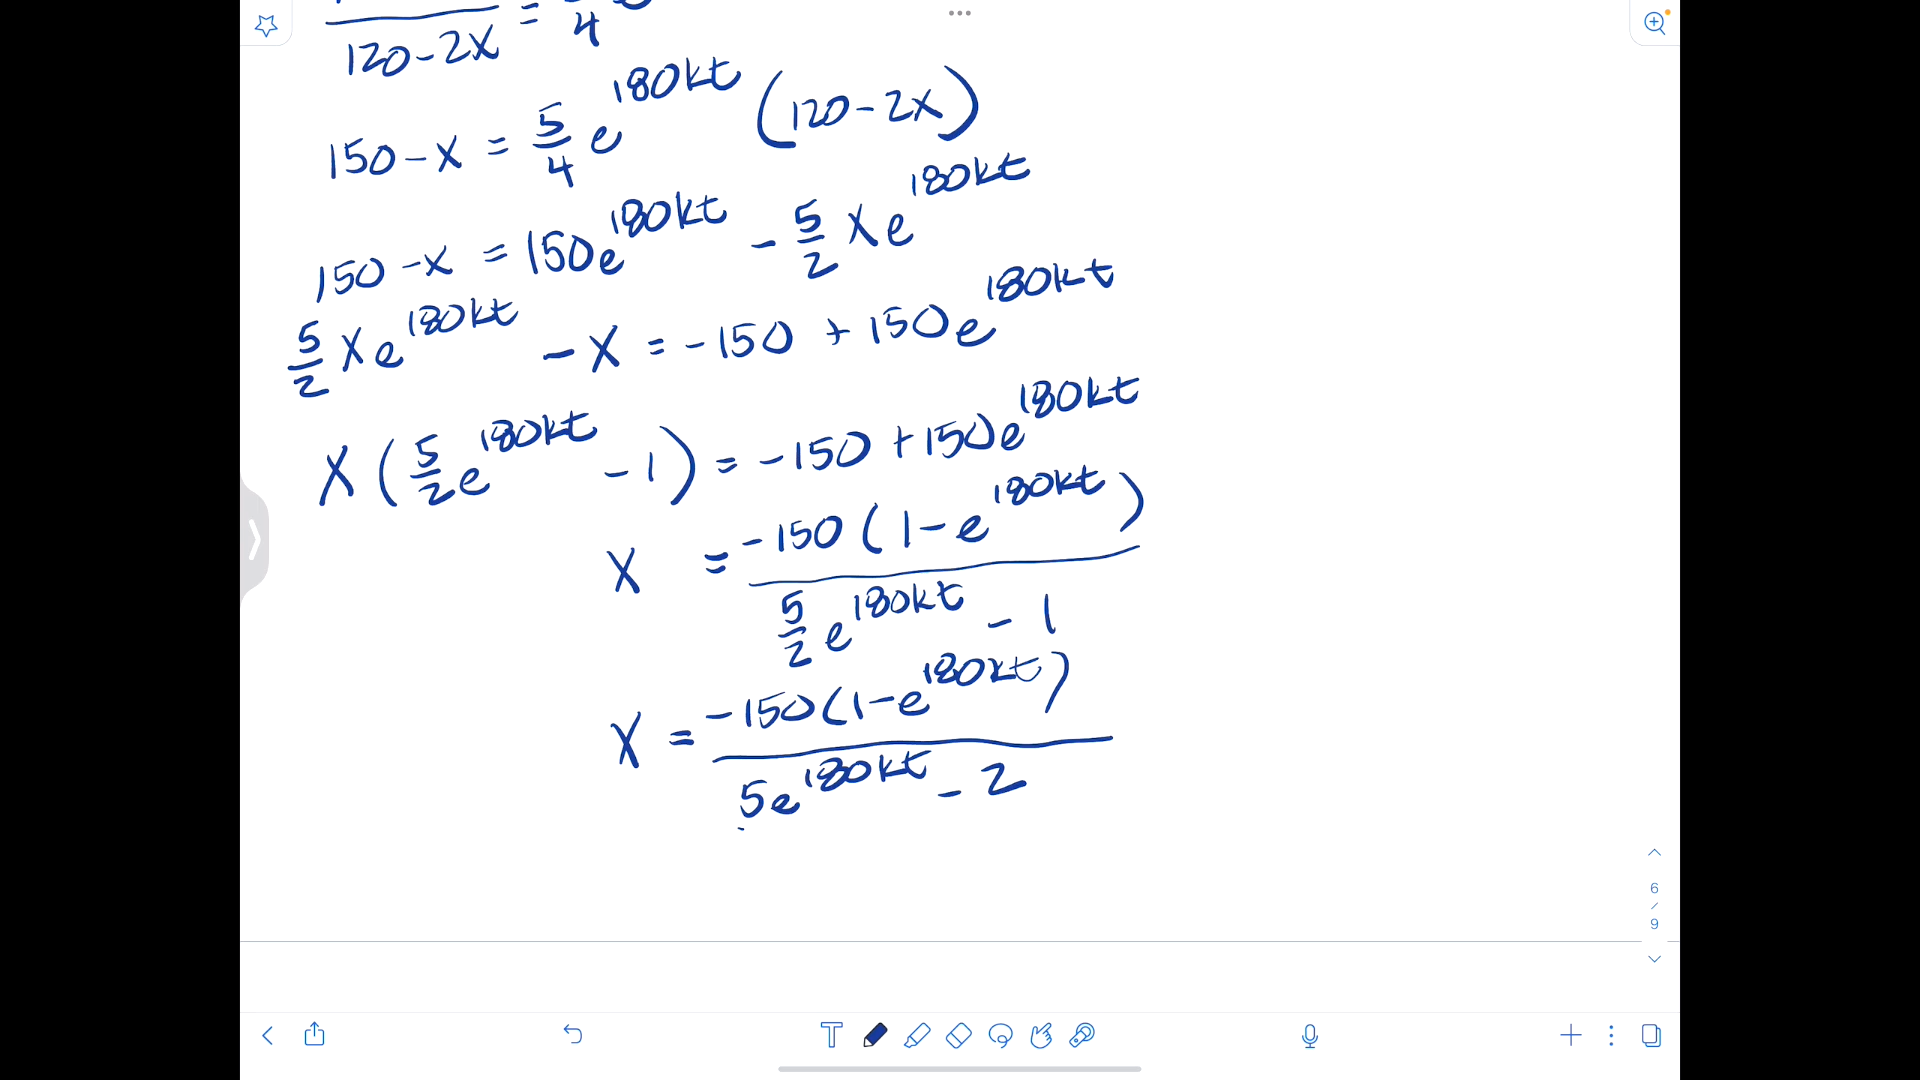 120-2X = 4
150-x = 5/4 e^180kt (120-2x)
150-x = 150e^180kt - 5/2 xe^180kt
5/2 xe^180kt - x = -150 + 150e^180kt
X (5/2 e^180kt - 1) = -150 + 150e^180kt
X = -150 (1-e^180kt) / 5/2 e^180kt - 1
X = -150 (1-e^180kt) / 5e^180kt - 2
6
/
9
T